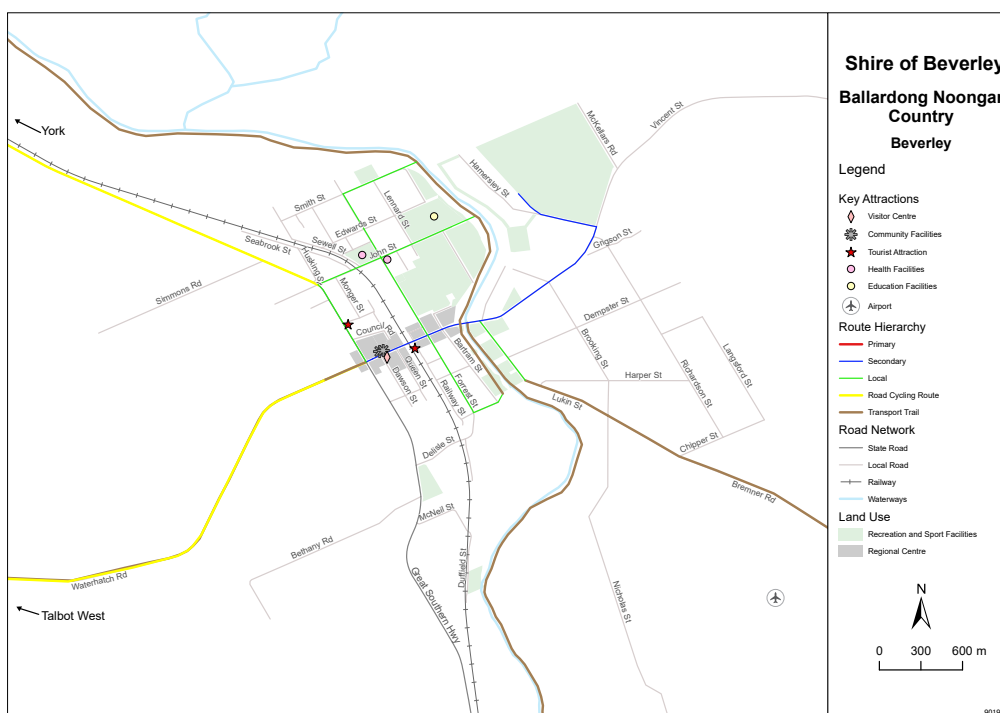 Shire of Beverley
Ballardong Noongar
Country
Beverley
Legend
Key Attractions
Visitor Centre
Community Facilities
Tourist Attraction
Health Facilities
Education Facilities
Airport
Route Hierarchy
Primary
Secondary
Local
Road Cycling Route
Transport Trail
Road Network
State Road
Local Road
Railway
Waterways
Land Use
Recreation and Sport Facilities
Regional Centre
N
0 300 600 m
9019
York
Talbot West
McKellars Rd
Vincent St
Hamersley St
Grigson St
Smith St
Lennard St
Edwards St
Sewell St
John St
Seabrook St
Husking St
Monger St
Simmons Rd
Council Rd
Dempster St
Brooking St
Bartram St
Queen St
Dawson St
Railway St
Forrest St
Harper St
Richardson St
Langsford St
Lukin St
Chipper St
Delisle St
Bremner Rd
McNeil St
Bethany Rd
Duffield St
Waterhatch Rd
Great Southern Hwy
Nicholas St